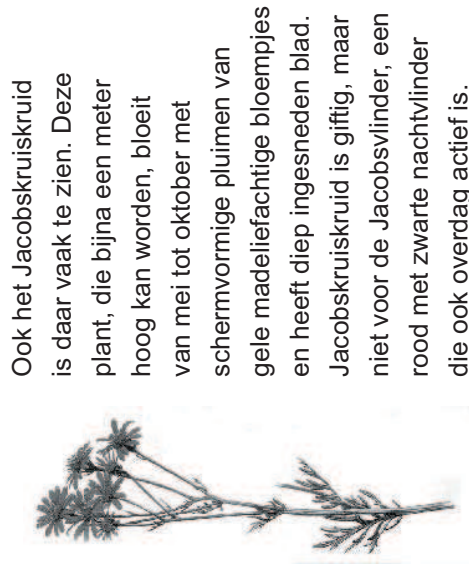 Ook het Jacobskruiskruid
is daar vaak te zien. Deze
plant, die bijna een meter
hoog kan worden, bloeit
van mei tot oktober met
schermvormige pluimen van
gele madeliefachtige bloempjes
en heeft diep ingesneden blad.
Jacobskruiskruid is giftig, maar
niet voor de Jacobsvlinder, een
rood met zwarte nachtvlinder
die ook overdag actief is.